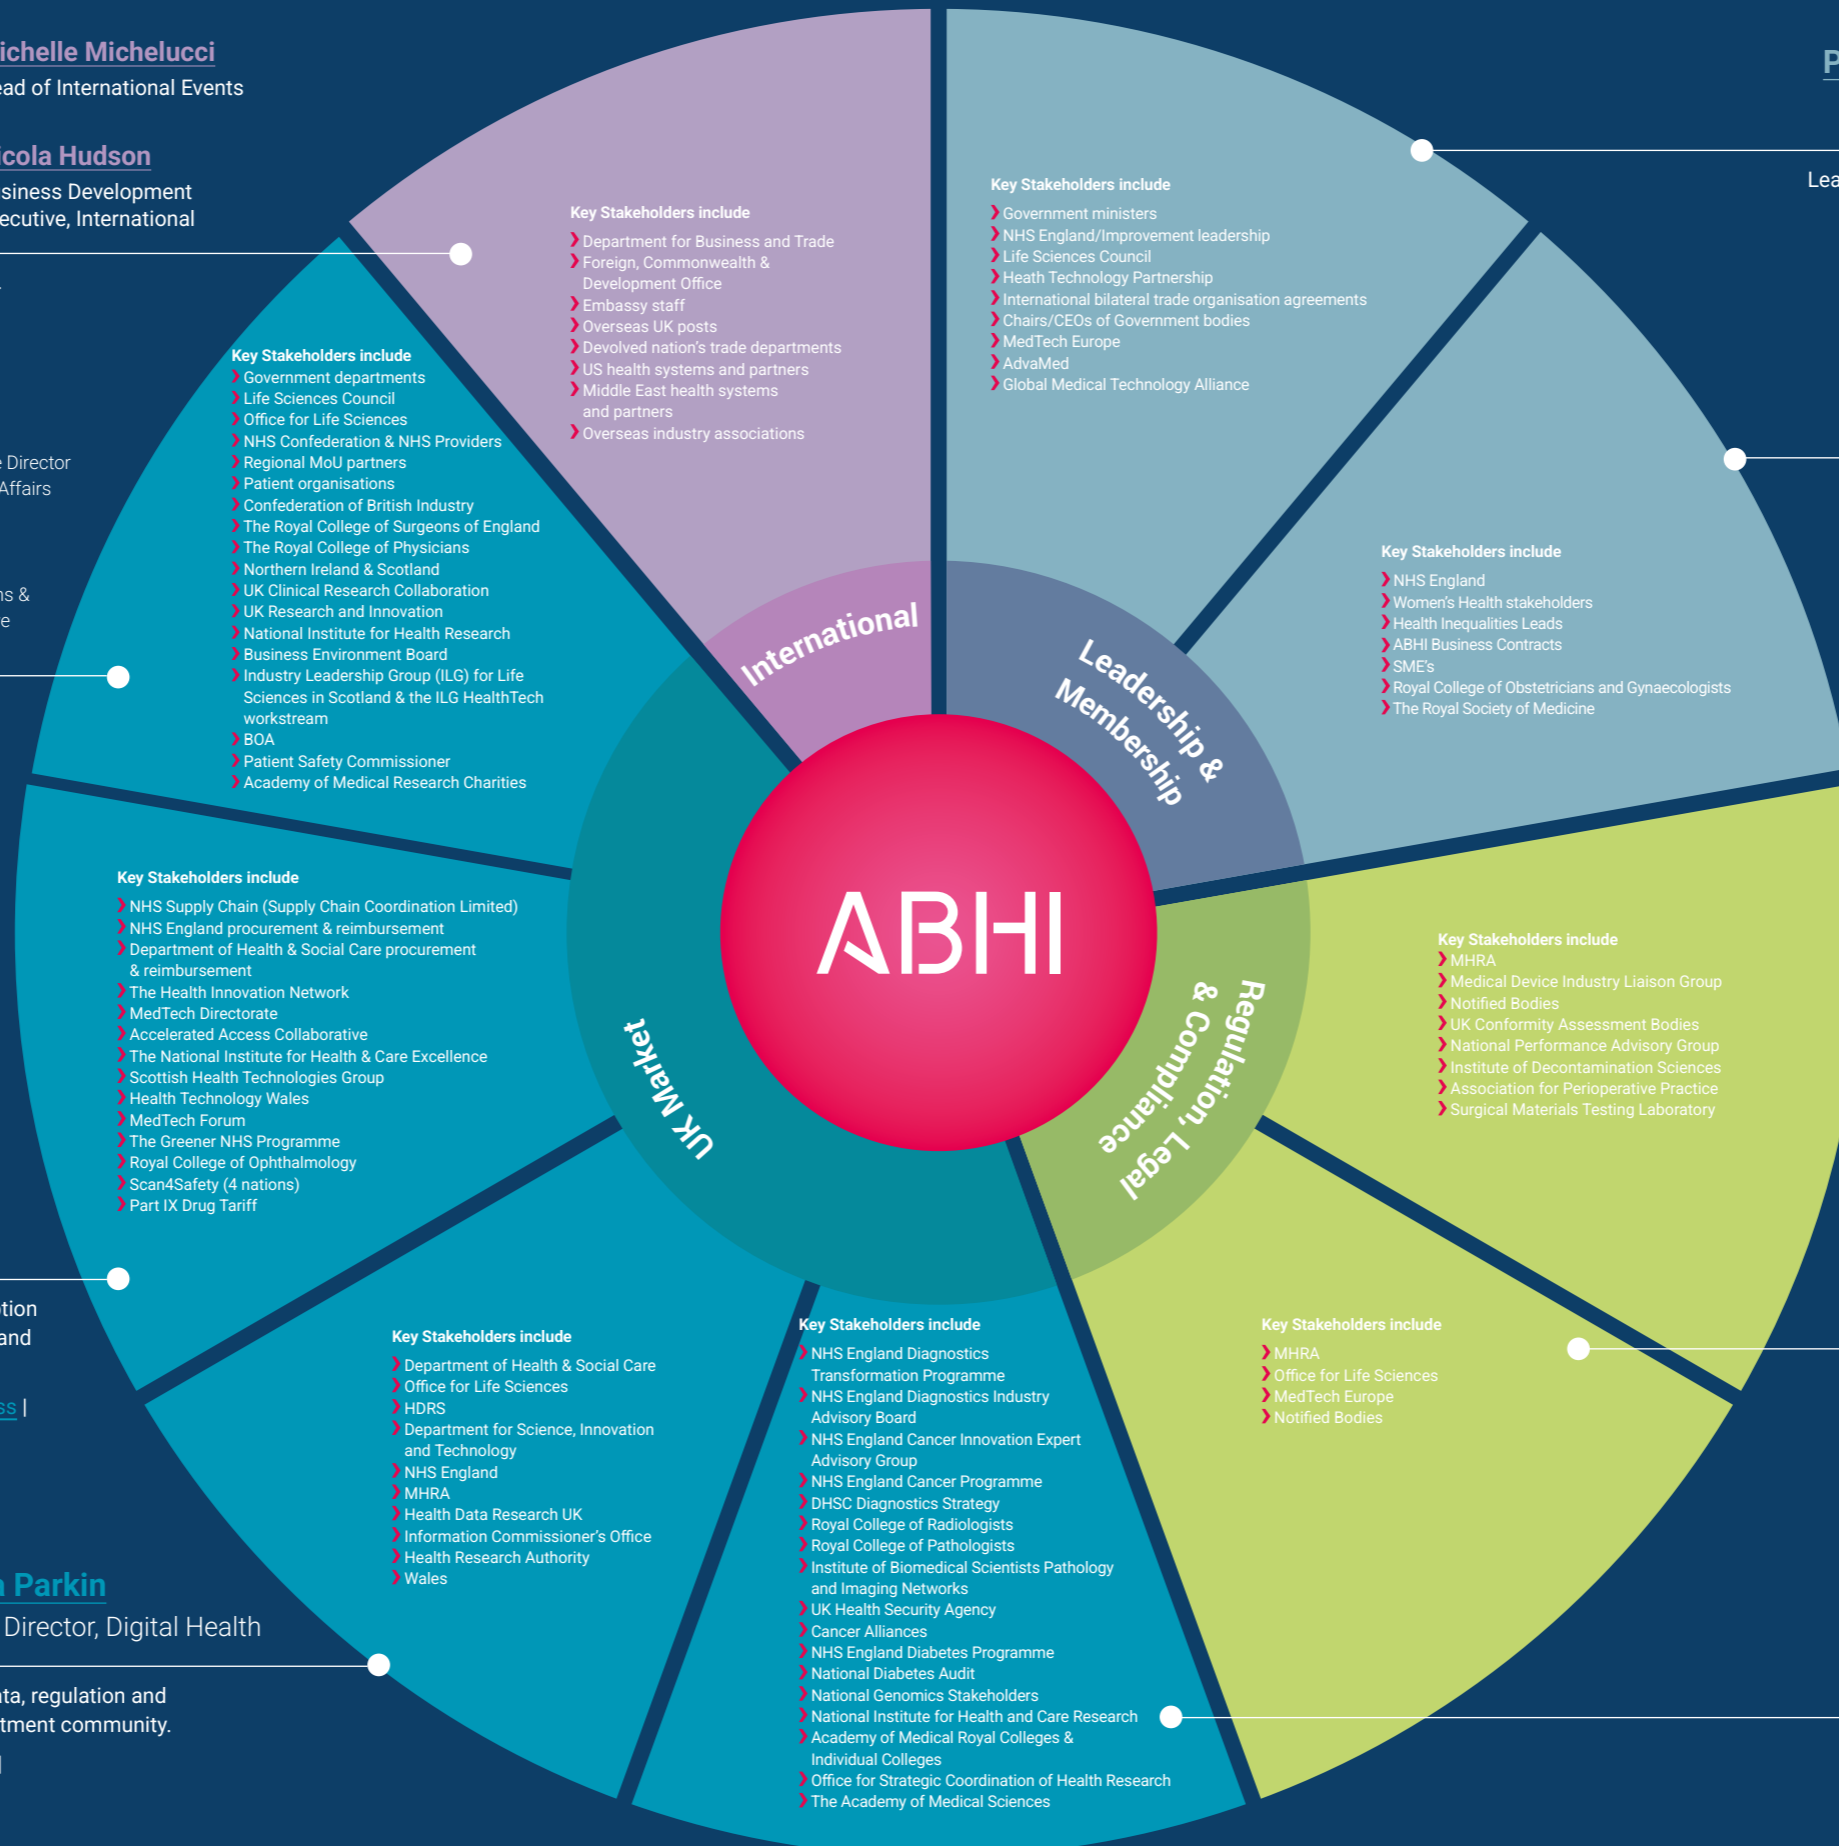 Michelle Michelucci
Head of International Events
Nicola Hudson
Business Development
Executive, International
Director
Affairs
&
Parkin
Director, Digital Health
regulation and
community.
and
Key Stakeholders include
Department for Business and Trade
Foreign, Commonwealth &
Development Office
Embassy staff
Overseas UK posts
Devolved nation's trade departments
US health systems and partners
Middle East health systems
and partners
Overseas industry associations
Key Stakeholders include
Government ministers
NHS England/Improvement leadership
Life Sciences Council
Heath Technology Partnership
International bilateral trade organisation agreements
Chairs/CEOs of Government bodies
MedTech Europe
AdvaMed
Global Medical Technology Alliance
Key Stakeholders include
Government departments
Life Sciences Council
Office for Life Sciences
NHS Confederation & NHS Providers
Regional MoU partners
Patient organisations
Confederation of British Industry
The Royal College of Surgeons of England
The Royal College of Physicians
Northern Ireland & Scotland
UK Clinical Research Collaboration
UK Research and Innovation
National Institute for Health Research
Business Environment Board
Industry Leadership Group (ILG) for Life
Sciences in Scotland & the ILG HealthTech
workstream
BOA
Patient Safety Commissioner
Academy of Medical Research Charities
Key Stakeholders include
NHS England
Women's Health stakeholders
Health Inequalities Leads
ABHI Business Contracts
SME's
Royal College of Obstetricians and Gynaecologists
The Royal Society of Medicine
International
Leadership &
Membership
ABHI
UK Market
Regulation, Legal
& Compliance
Key Stakeholders include
NHS Supply Chain (Supply Chain Coordination Limited)
NHS England procurement & reimbursement
Department of Health & Social Care procurement
& reimbursement
The Health Innovation Network
MedTech Directorate
Accelerated Access Collaborative
The National Institute for Health & Care Excellence
Scottish Health Technologies Group
Health Technology Wales
MedTech Forum
The Greener NHS Programme
Royal College of Ophthalmology
Scan4Safety (4 nations)
Part IX Drug Tariff
Key Stakeholders include
MHRA
Medical Device Industry Liaison Group
Notified Bodies
UK Conformity Assessment Bodies
National Performance Advisory Group
Institute of Decontamination Sciences
Association for Perioperative Practice
Surgical Materials Testing Laboratory
Key Stakeholders include
Department of Health & Social Care
Office for Life Sciences
HDRS
Department for Science, Innovation
and Technology
NHS England
MHRA
Health Data Research UK
Information Commissioner's Office
Health Research Authority
Wales
Key Stakeholders include
NHS England Diagnostics
Transformation Programme
NHS England Diagnostics Industry
Advisory Board
NHS England Cancer Innovation Expert
Advisory Group
NHS England Cancer Programme
DHSC Diagnostics Strategy
Royal College of Radiologists
Royal College of Pathologists
Institute of Biomedical Scientists Pathology
and Imaging Networks
UK Health Security Agency
Cancer Alliances
NHS England Diabetes Programme
National Diabetes Audit
National Genomics Stakeholders
National Institute for Health and Care Research
Academy of Medical Royal Colleges &
Individual Colleges
Office for Strategic Coordination of Health Research
The Academy of Medical Sciences
Key Stakeholders include
MHRA
Office for Life Sciences
MedTech Europe
Notified Bodies